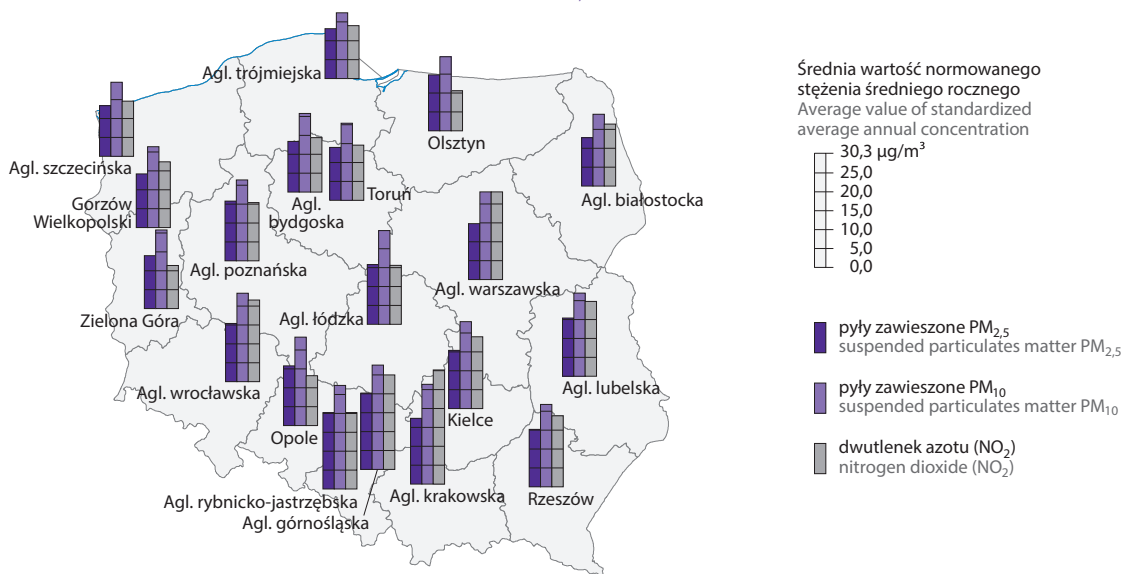 Agl. trójmiejska
Olsztyn
Agl. szczecińska
Gorzów
Wielkopolski
Agl.
bydgoska
Toruń
Agl. białostocka
Agl. poznańska
Agl. warszawska
Zielona Góra
Agl. łódzka
Agl. wrocławska
Agl. lubelska
Opole
Kielce
Agl. rybnicko-jastrzębska
Agl. górnośląska
Agl. krakowska
Rzeszów
Średnia wartość normowanego
stężenia średniego rocznego
Average value of standardized
average annual concentration
30,3 µg/m³
25,0
20,0
15,0
10,0
5,0
0,0
pyły zawieszone PM₂,₅
suspended particulates matter PM₂,₅
pyły zawieszone PM₁₀
suspended particulates matter PM₁₀
dwutlenek azotu (NO₂)
nitrogen dioxide (NO₂)